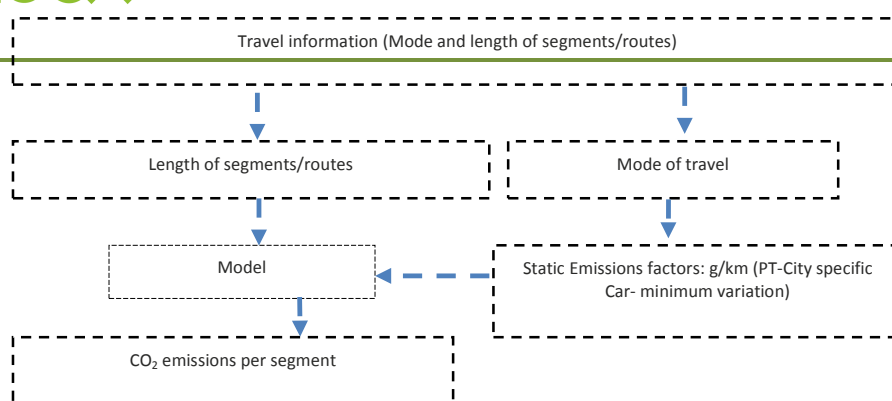 Travel information (Mode and length of segments/routes)
Length of segments/routes
Mode of travel
Model
Static Emissions factors: g/km (PT-City specific
Car- minimum variation)
CO₂ emissions per segment